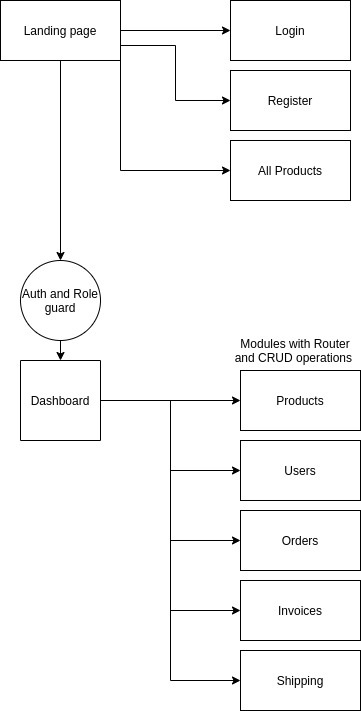 Landing page
Login
Register
All Products
Auth and Role
guard
Dashboard
Modules with Router
and CRUD operations
Products
Users
Orders
Invoices
Shipping